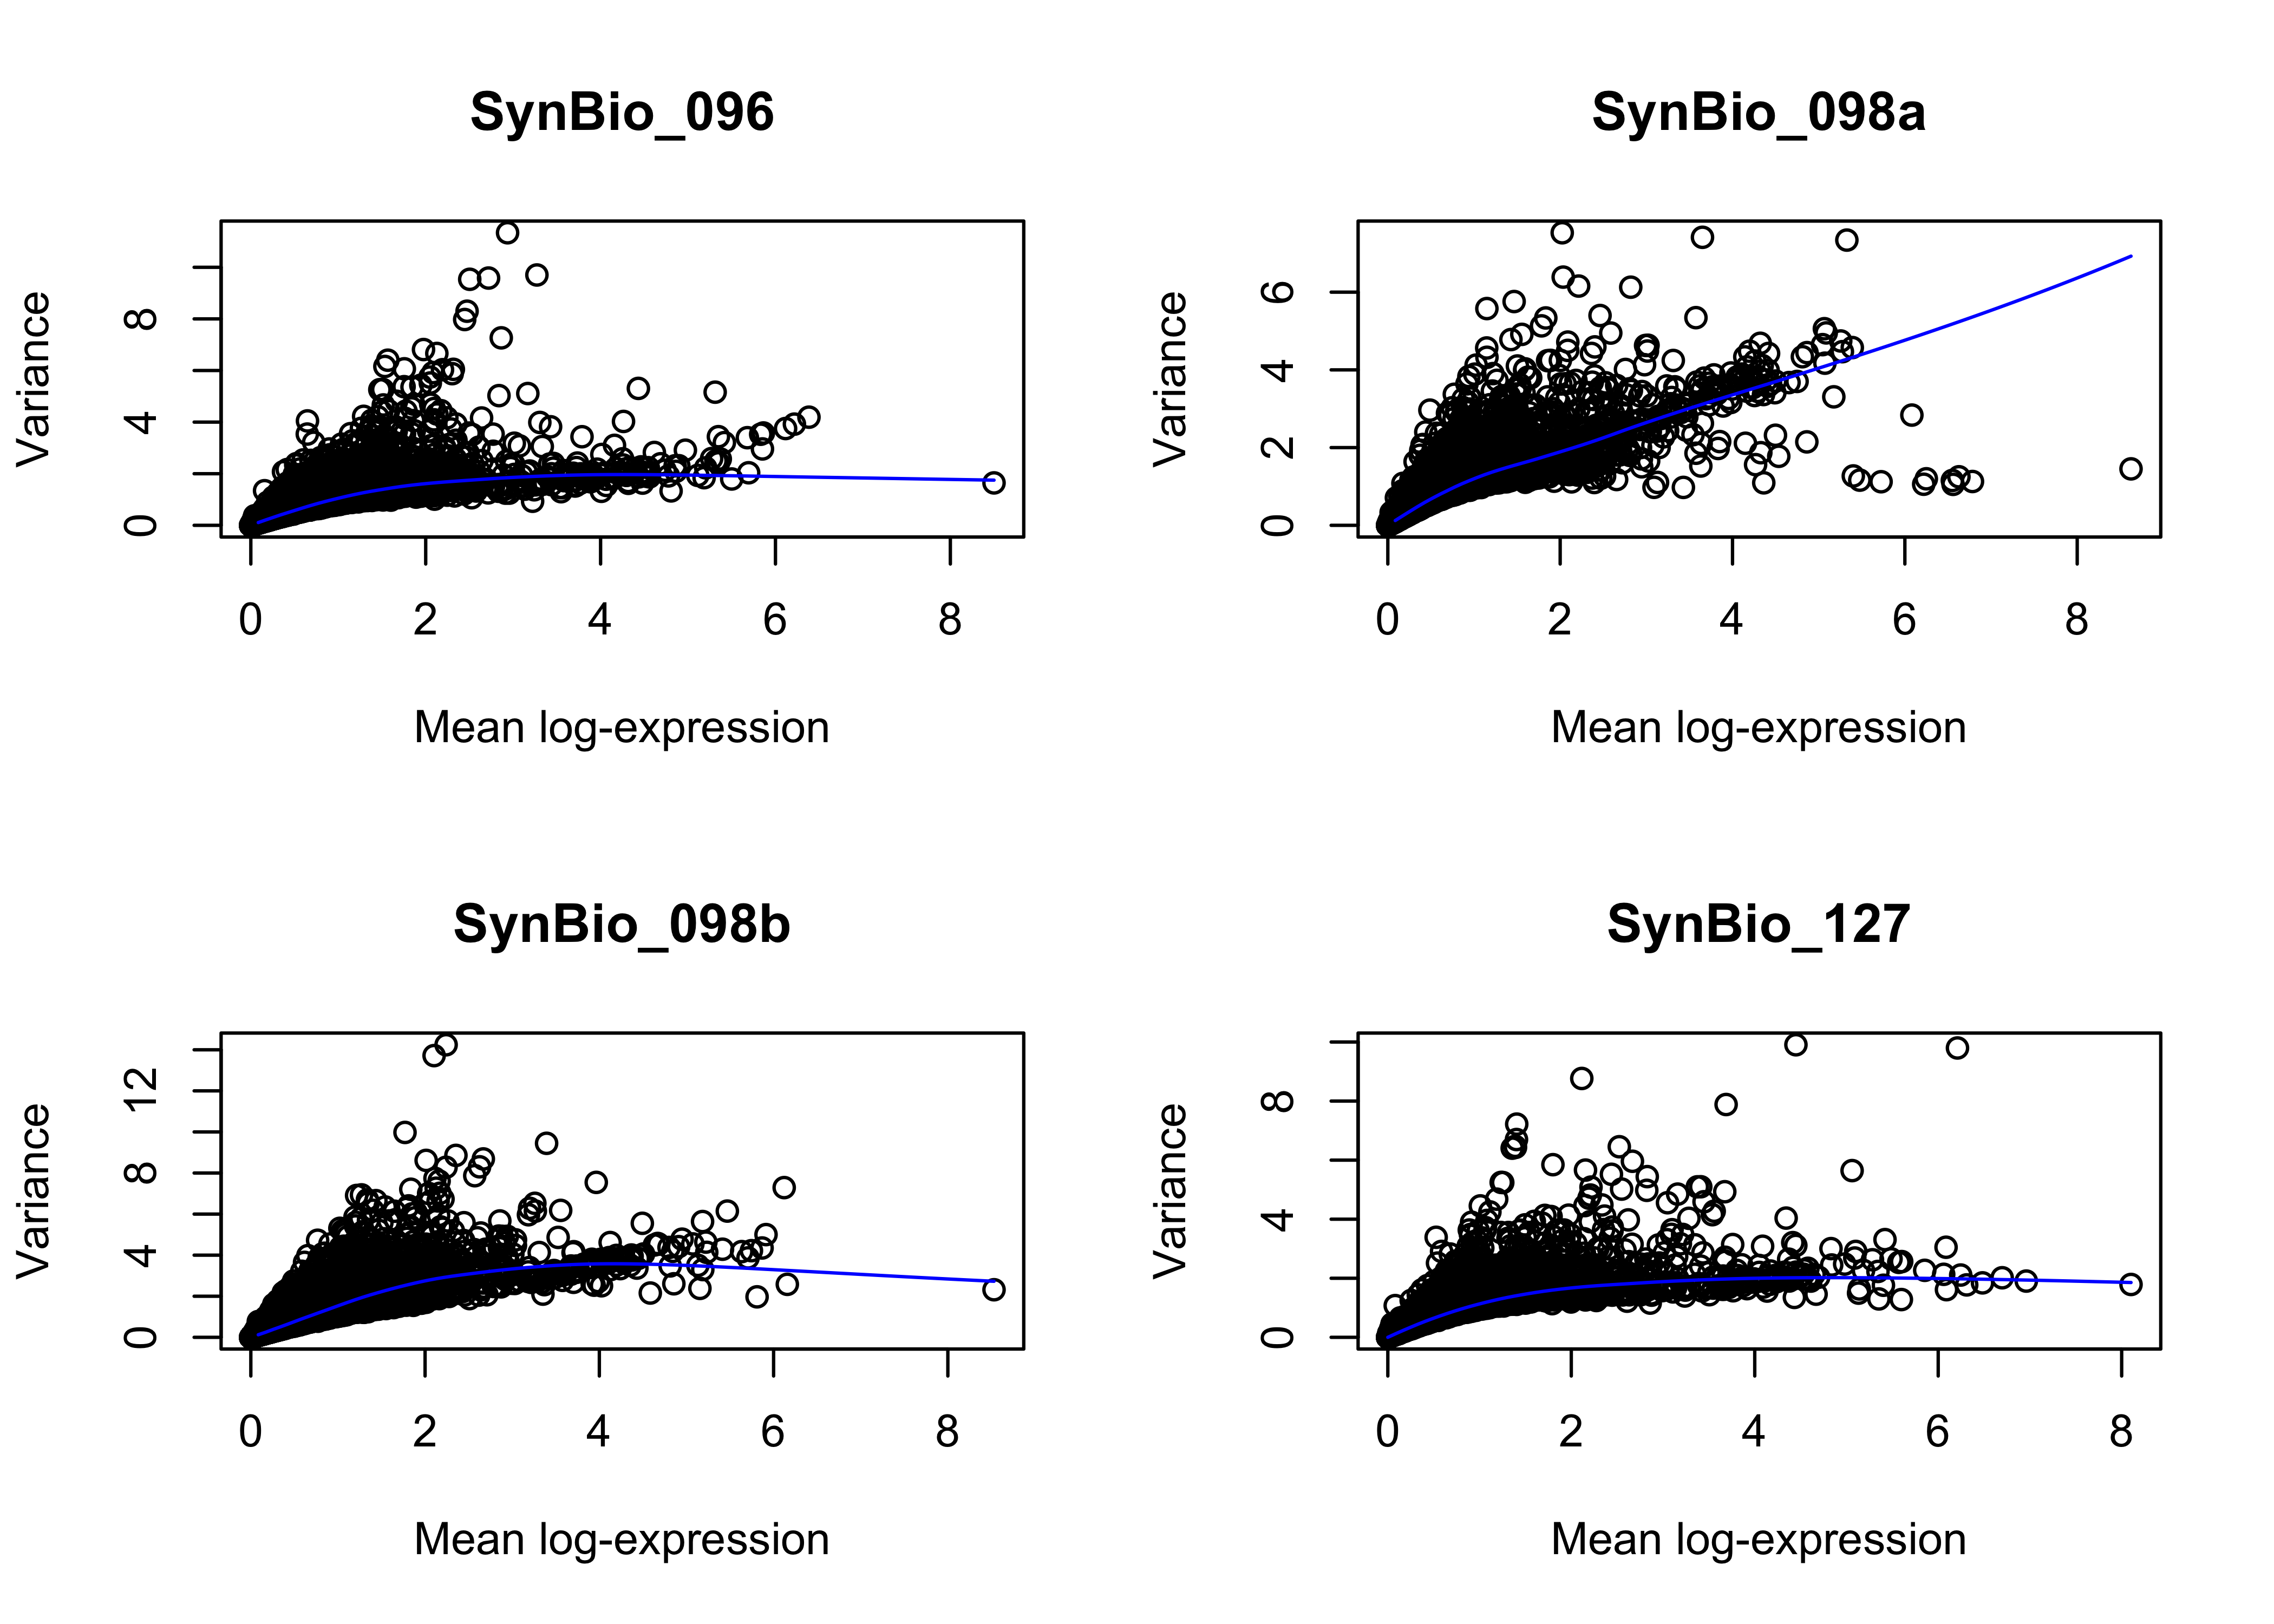 SynBio_096
Variance
0
4
8
0 2 4 6 8
Mean log-expression
SynBio_098a
Variance
0 2 4 6
0 2 4 6 8
Mean log-expression
SynBio_098b
Variance
0 4 8 12
0 2 4 6 8
Mean log-expression
SynBio_127
Variance
0 4 8
0 2 4 6 8
Mean log-expression